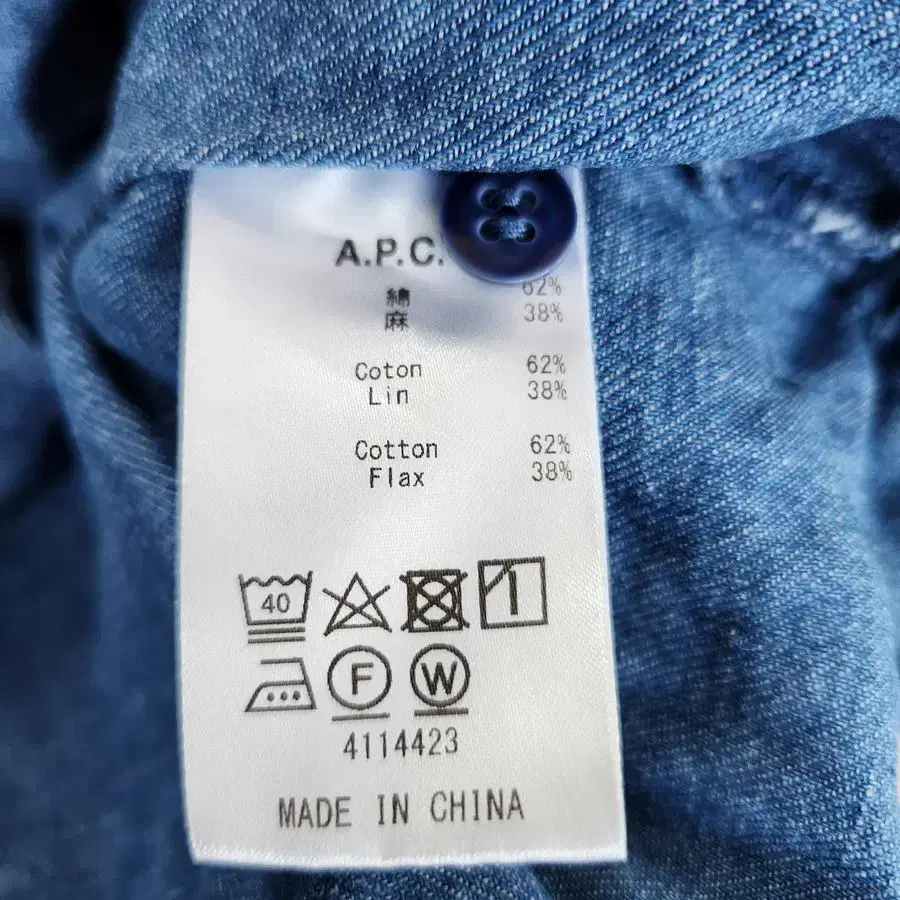 A.P.C.
綿 62%
麻 38%
Coton 62%
Lin 38%
Cotton 62%
Flax 38%
40
F W
4114423
MADE IN CHINA